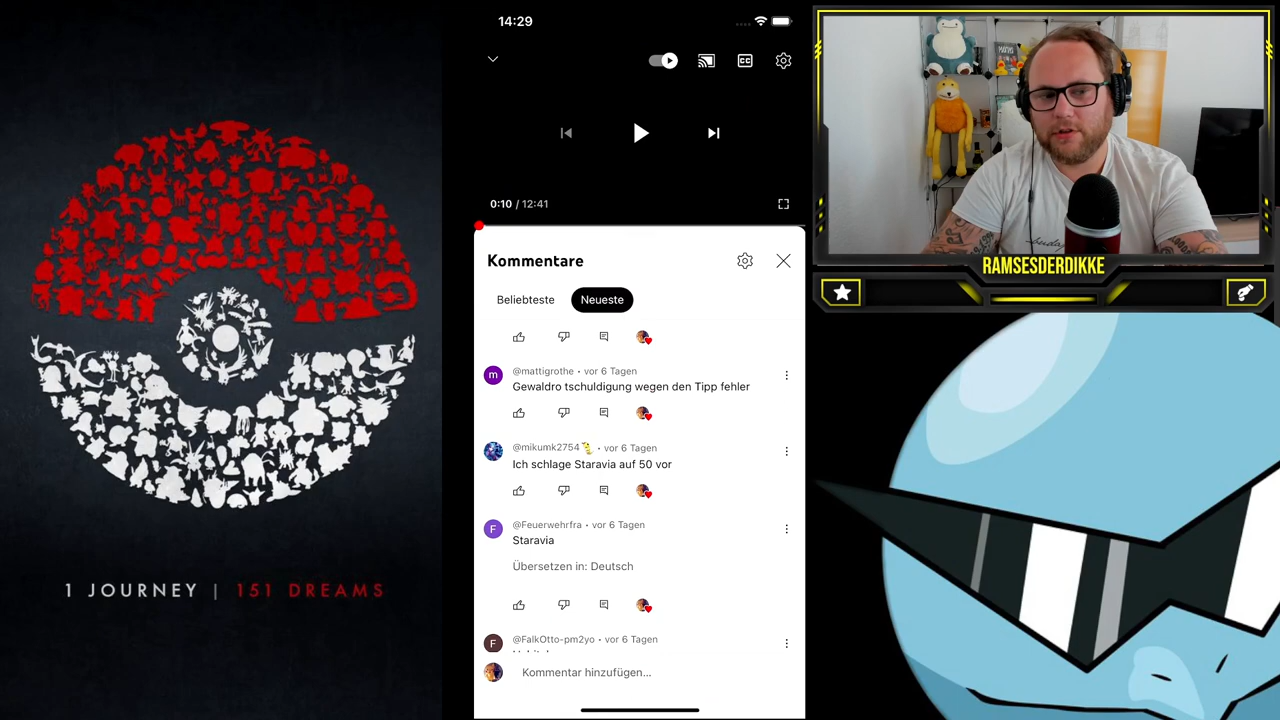 14:29
CC
0:10 / 12:41
Kommentare
Beliebteste
Neueste
m
@mattigrothe • vor 6 Tagen
Gewaldro tschuldigung wegen den Tipp fehler
@mikumk2754 • vor 6 Tagen
Ich schlage Staravia auf 50 vor
F
@Feuerwehrfra • vor 6 Tagen
Staravia
Übersetzen in: Deutsch
F
@FalkOtto-pm2yo • vor 6 Tagen
Kommentar hinzufügen...
1 JOURNEY | 151 DREAMS
RAMSESDERDIKKE